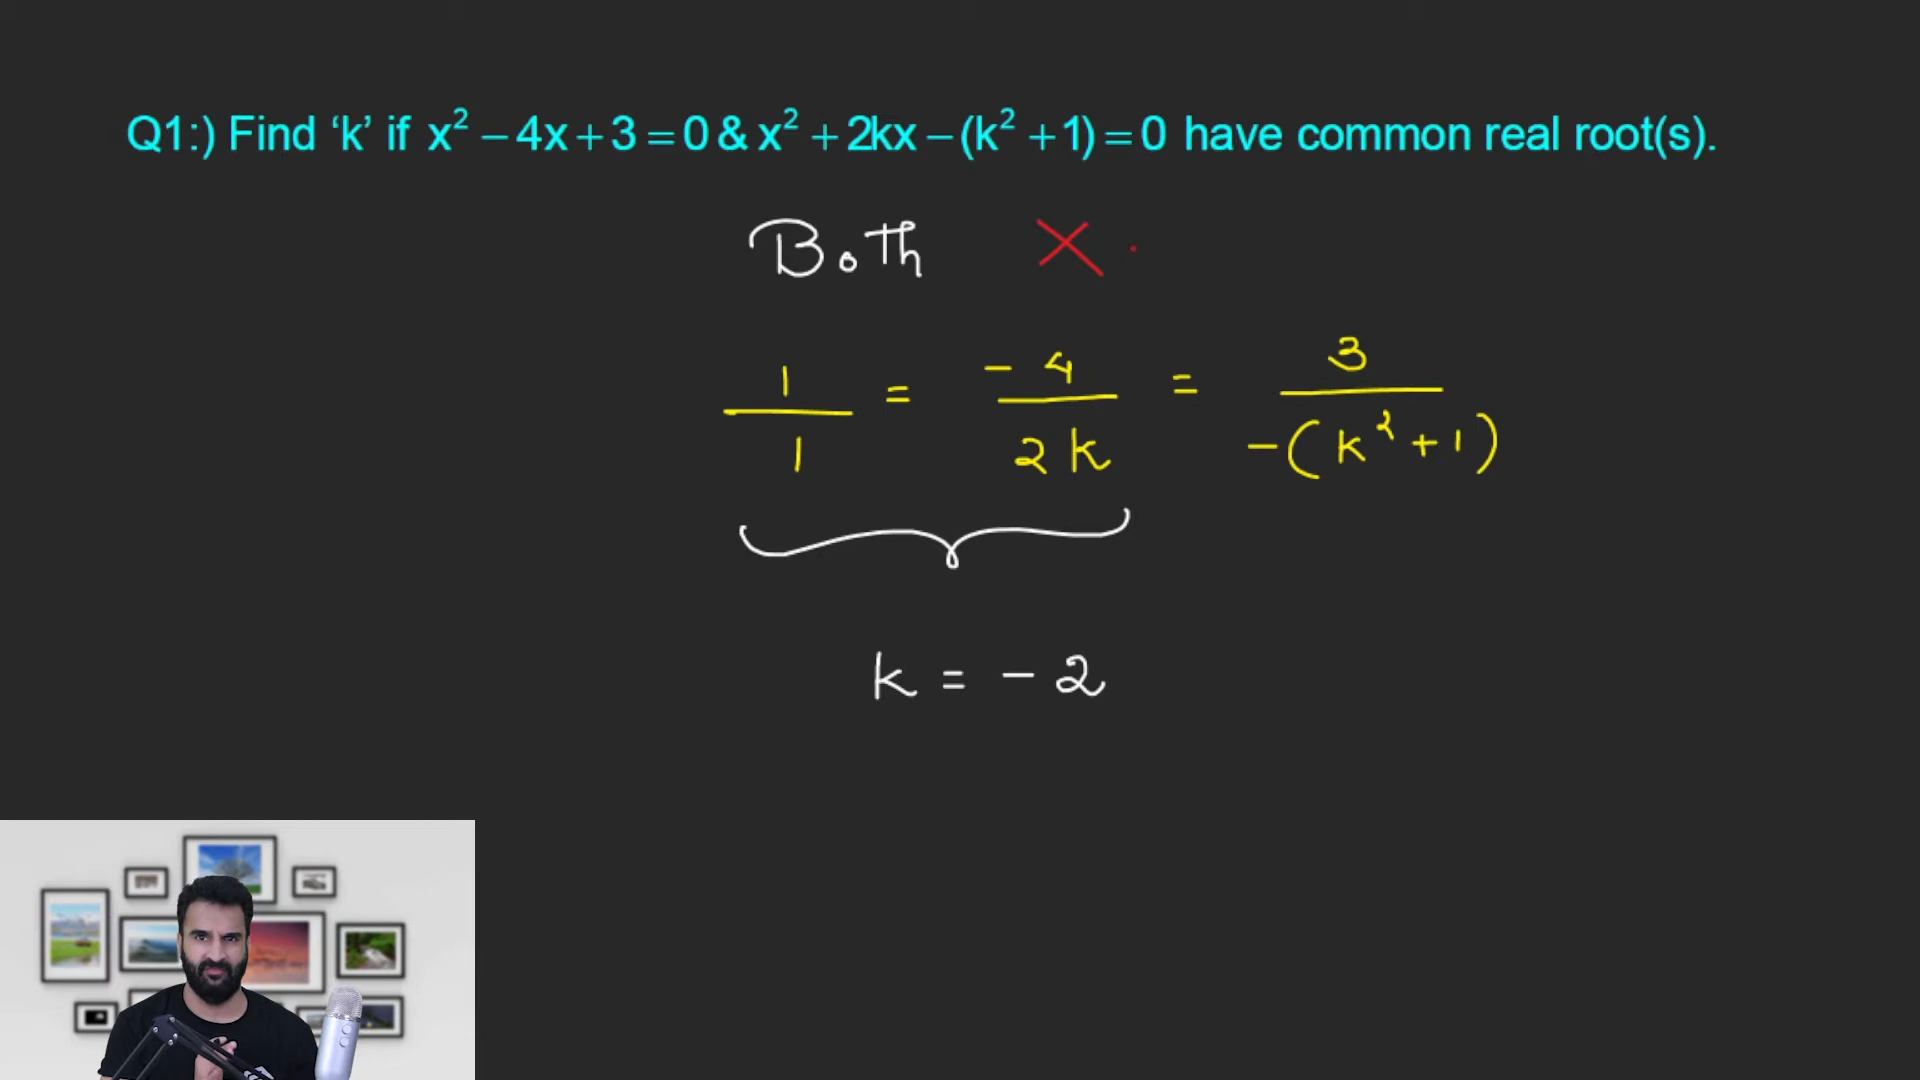 Q1:) Find ‘k’ if x² − 4x + 3 = 0 & x² + 2kx − (k² + 1) = 0 have common real root(s).
Both X
1/1 = -4/2k = 3/-(k²+1)
k = -2